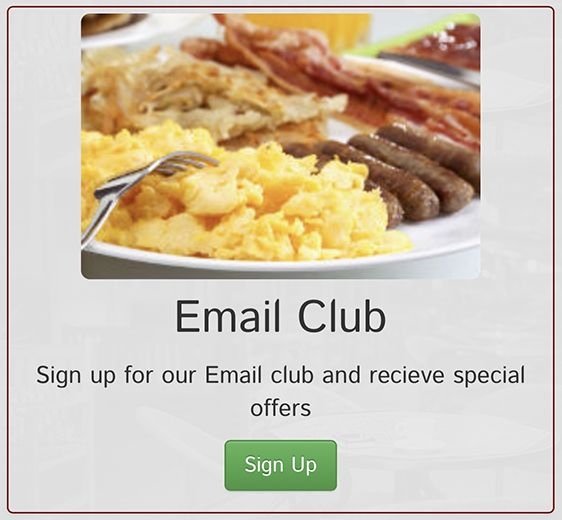 Email Club
Sign up for our Email club and recieve special
offers
Sign Up